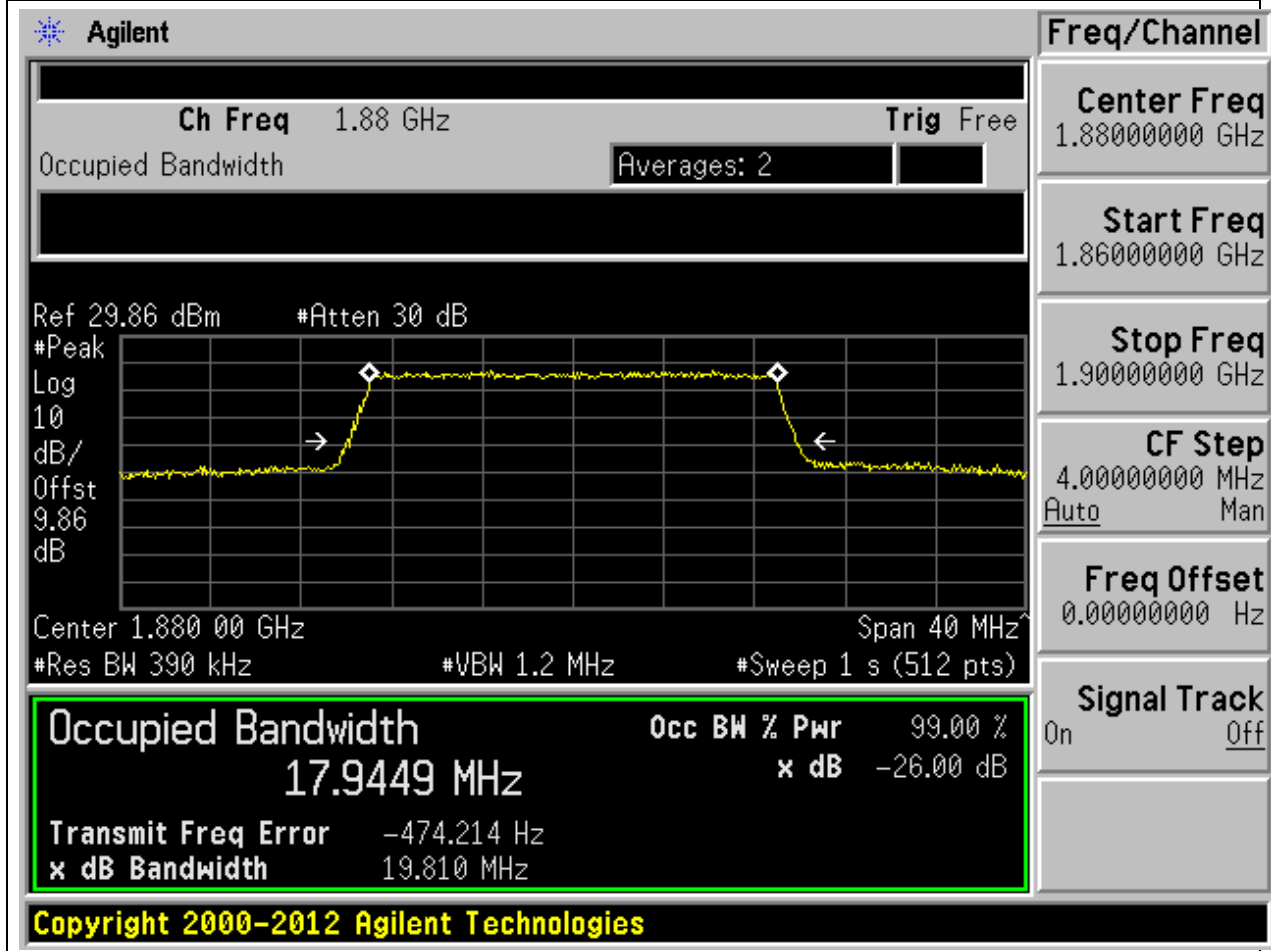 Agilent
Freq/Channel
Ch Freq 1.88 GHz Trig Free
Occupied Bandwidth Averages: 2
Ref 29.86 dBm #Atten 30 dB
#Peak
Log
10
dB/
Offst
9.86
dB
Center 1.880 00 GHz Span 40 MHz^
#Res BW 390 kHz #VBW 1.2 MHz #Sweep 1 s (512 pts)
Occupied Bandwidth
17.9449 MHz
Occ BW % Pwr 99.00 %
x dB -26.00 dB
Transmit Freq Error -474.214 Hz
x dB Bandwidth 19.810 MHz
Center Freq
1.88000000 GHz
Start Freq
1.86000000 GHz
Stop Freq
1.90000000 GHz
CF Step
4.00000000 MHz
Auto Man
Freq Offset
0.00000000 Hz
Signal Track
On Off
Copyright 2000-2012 Agilent Technologies